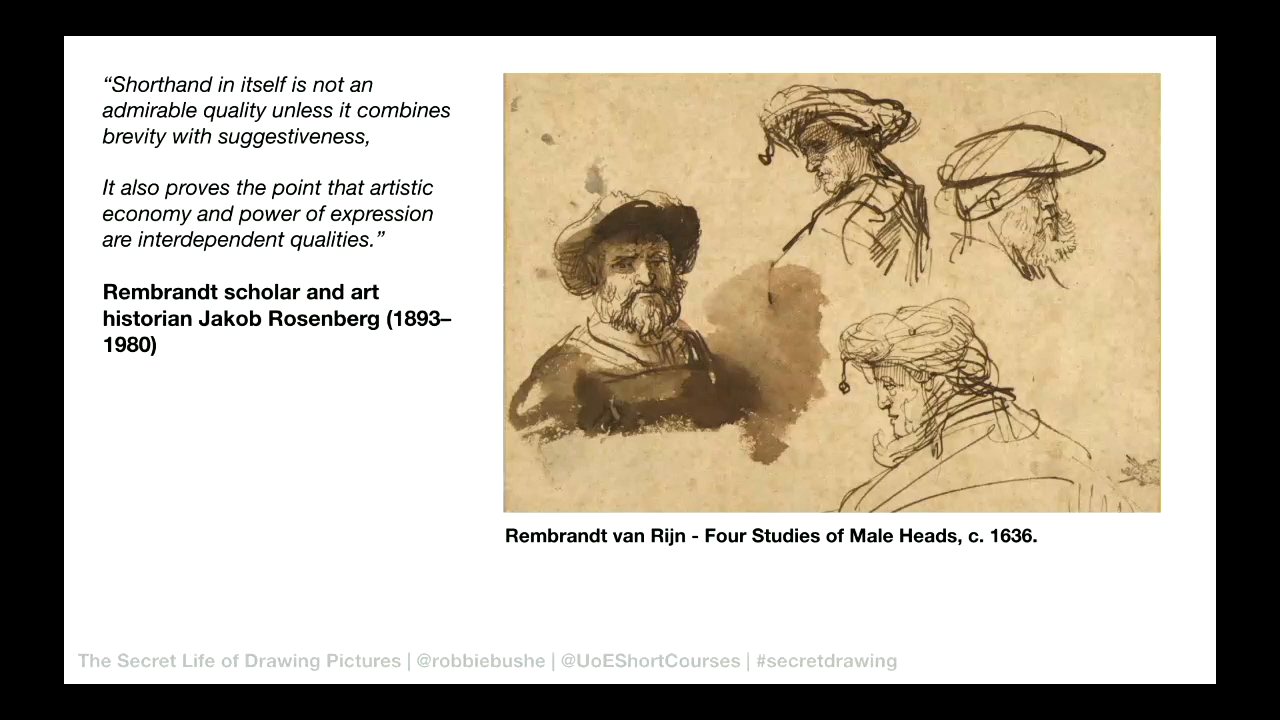 “Shorthand in itself is not an
admirable quality unless it combines
brevity with suggestiveness,
It also proves the point that artistic
economy and power of expression
are interdependent qualities.”
Rembrandt scholar and art
historian Jakob Rosenberg (1893–
1980)
Rembrandt van Rijn - Four Studies of Male Heads, c. 1636.
The Secret Life of Drawing Pictures | @robbiebushe | @UoEShortCourses | #secretdrawing